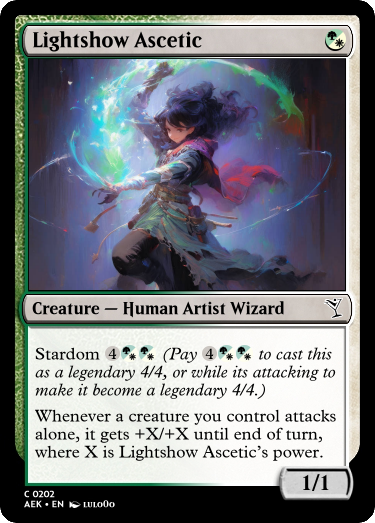 Lightshow Ascetic
Creature — Human Artist Wizard
Stardom 4 (Pay 4 to cast this
as a legendary 4/4, or while its attacking to
make it become a legendary 4/4.)
Whenever a creature you control attacks
alone, it gets +X/+X until end of turn,
where X is Lightshow Ascetic's power.
1/1
C 0202
AEK • EN LULO0o